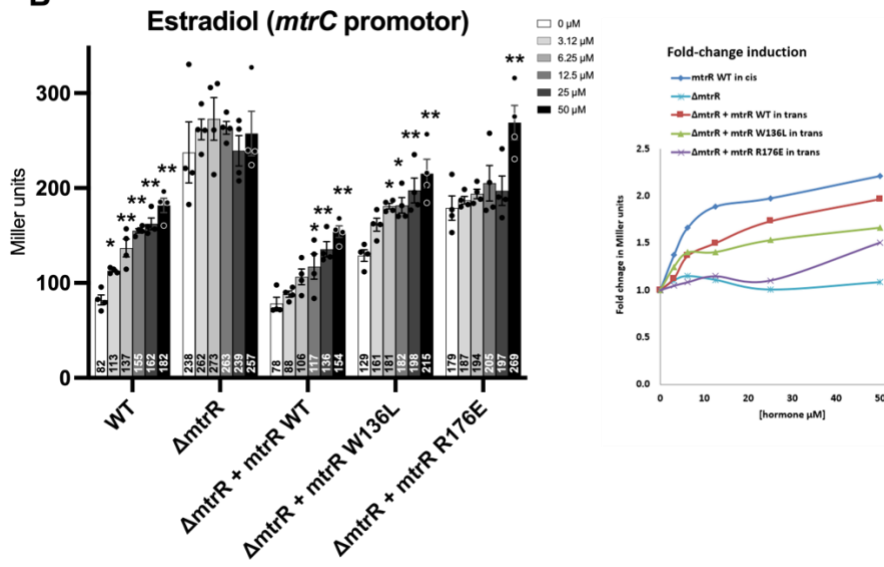 B
Estradiol (mtrC promotor)
0 µM
3.12 µM
6.25 µM
12.5 µM
25 µM
50 µM
Miller units
300
200
100
0
* ** ** ** **
* ** **
* * ** **
**
82 113 137 155 162 182
238 262 273 263 239 257
78 88 106 117 136 154
129 161 181 182 198 215
179 187 194 205 197 269
WT
ΔmtrR
ΔmtrR + mtrR WT
ΔmtrR + mtrR W136L
ΔmtrR + mtrR R176E
Fold-change induction
mtrR WT in cis
ΔmtrR
ΔmtrR + mtrR WT in trans
ΔmtrR + mtrR W136L in trans
ΔmtrR + mtrR R176E in trans
Fold chnage in Miller units
2.5
2.0
1.5
1.0
0.5
0.0
0 10 20 30 40 50
[hormone µM]